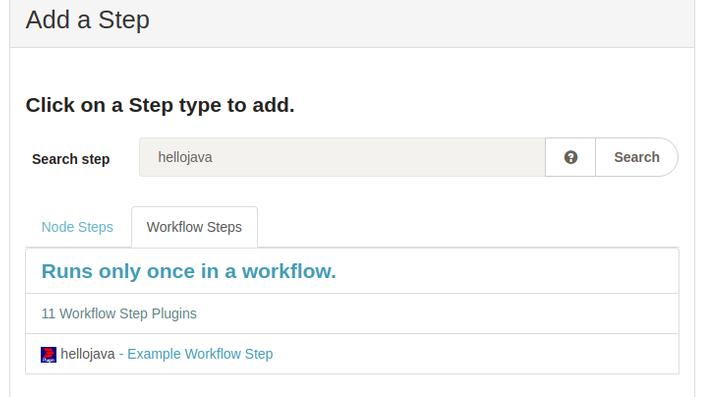 Add a Step
Click on a Step type to add.
Search step hellojava ? Search
Node Steps Workflow Steps
Runs only once in a workflow.
11 Workflow Step Plugins
hellojava - Example Workflow Step